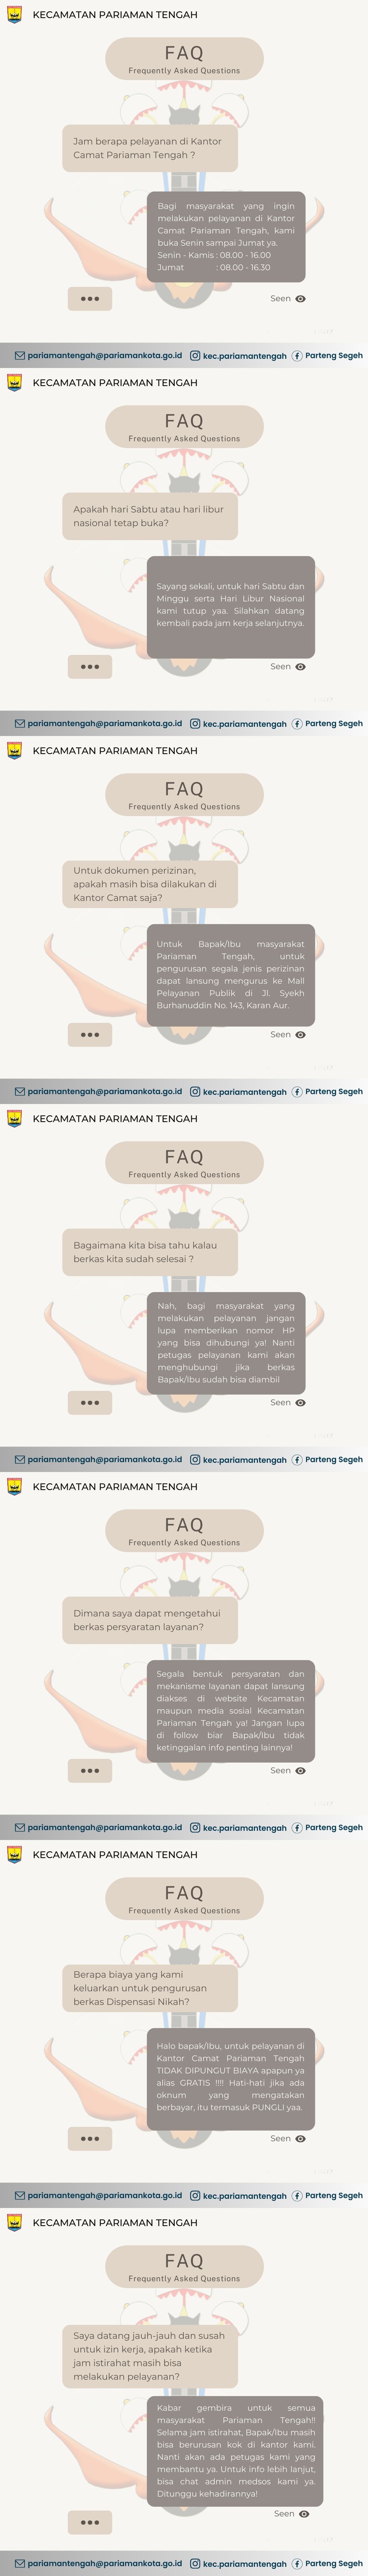 KECAMATAN PARIAMAN TENGAH
FAQ
Frequently Asked Questions
Jam berapa pelayanan di Kantor
Camat Pariaman Tengah ?
Bagi masyarakat yang ingin
melakukan pelayanan di Kantor
Camat Pariaman Tengah, kami
buka Senin sampai Jumat ya.
Senin - Kamis : 08.00 - 16.00
Jumat : 08.00 - 16.30
Seen
pariamantengah@pariamankota.go.id kec.pariamantengah Parteng Segeh
KECAMATAN PARIAMAN TENGAH
FAQ
Frequently Asked Questions
Apakah hari Sabtu atau hari libur
nasional tetap buka?
Sayang sekali, untuk hari Sabtu dan
Minggu serta Hari Libur Nasional
kami tutup yaa. Silahkan datang
kembali pada jam kerja selanjutnya.
Seen
pariamantengah@pariamankota.go.id kec.pariamantengah Parteng Segeh
KECAMATAN PARIAMAN TENGAH
FAQ
Frequently Asked Questions
Untuk dokumen perizinan,
apakah masih bisa dilakukan di
Kantor Camat saja?
Untuk Bapak/Ibu masyarakat
Pariaman Tengah, untuk
pengurusan segala jenis perizinan
dapat lansung mengurus ke Mall
Pelayanan Publik di Jl. Syekh
Burhanuddin No. 143, Karan Aur.
Seen
pariamantengah@pariamankota.go.id kec.pariamantengah Parteng Segeh
KECAMATAN PARIAMAN TENGAH
FAQ
Frequently Asked Questions
Bagaimana kita bisa tahu kalau
berkas kita sudah selesai ?
Nah, bagi masyarakat yang
melakukan pelayanan jangan
lupa memberikan nomor HP
yang bisa dihubungi ya! Nanti
petugas pelayanan kami akan
menghubungi jika berkas
Bapak/Ibu sudah bisa diambil
Seen
pariamantengah@pariamankota.go.id kec.pariamantengah Parteng Segeh
KECAMATAN PARIAMAN TENGAH
FAQ
Frequently Asked Questions
Dimana saya dapat mengetahui
berkas persyaratan layanan?
Segala bentuk persyaratan dan
mekanisme layanan dapat lansung
diakses di website Kecamatan
maupun media sosial Kecamatan
Pariaman Tengah ya! Jangan lupa
di follow biar Bapak/Ibu tidak
ketinggalan info penting lainnya!
Seen
pariamantengah@pariamankota.go.id kec.pariamantengah Parteng Segeh
KECAMATAN PARIAMAN TENGAH
FAQ
Frequently Asked Questions
Berapa biaya yang kami
keluarkan untuk pengurusan
berkas Dispensasi Nikah?
Halo bapak/Ibu, untuk pelayanan di
Kantor Camat Pariaman Tengah
TIDAK DIPUNGUT BIAYA apapun ya
alias GRATIS !!!! Hati-hati jika ada
oknum yang mengatakan
berbayar, itu termasuk PUNGLI yaa.
Seen
pariamantengah@pariamankota.go.id kec.pariamantengah Parteng Segeh
KECAMATAN PARIAMAN TENGAH
FAQ
Frequently Asked Questions
Saya datang jauh-jauh dan susah
untuk izin kerja, apakah ketika
jam istirahat masih bisa
melakukan pelayanan?
Kabar gembira untuk semua
masyarakat Pariaman Tengah!!
Selama jam istirahat, Bapak/Ibu masih
bisa berurusan kok di kantor kami.
Nanti akan ada petugas kami yang
membantu ya. Untuk info lebih lanjut,
bisa chat admin medsos kami ya.
Ditunggu kehadirannya!
Seen
pariamantengah@pariamankota.go.id kec.pariamantengah Parteng Segeh